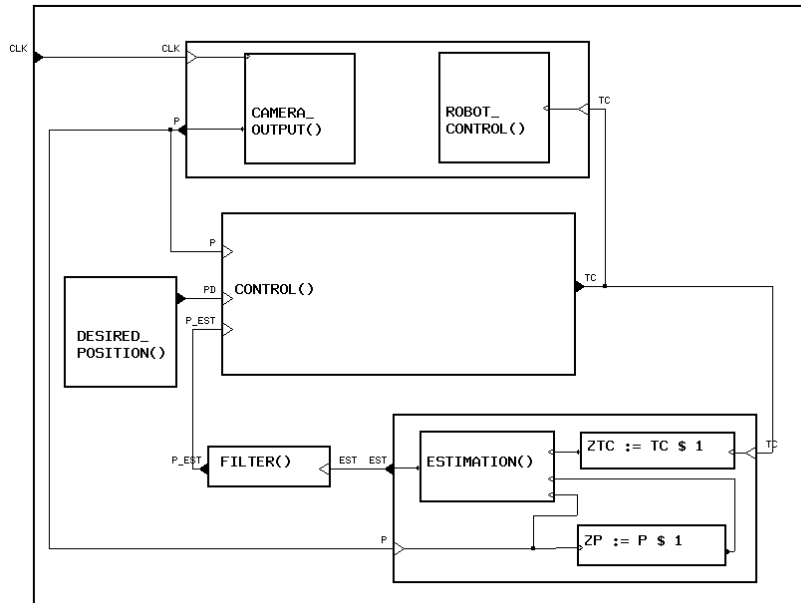 CLK
CLK
CAMERA_
OUTPUT()
ROBOT_
CONTROL()
TC
P
P
PD
CONTROL()
TC
P_EST
DESIRED_
POSITION()
P_EST
FILTER()
EST
EST
ESTIMATION()
ZTC := TC $ 1
TC
P
ZP := P $ 1